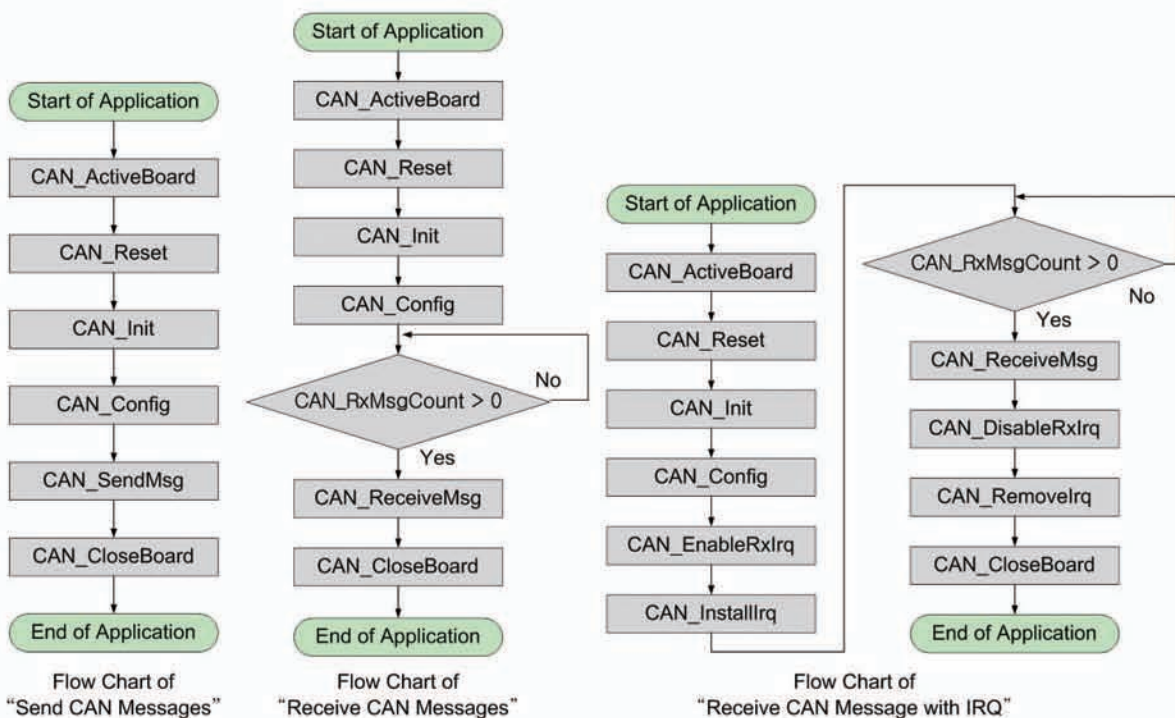 Start of Application
CAN_ActiveBoard
CAN_Reset
CAN_Init
CAN_Config
CAN_SendMsg
CAN_CloseBoard
End of Application
Flow Chart of
“Send CAN Messages”
Start of Application
CAN_ActiveBoard
CAN_Reset
CAN_Init
CAN_Config
CAN_RxMsgCount > 0
No
Yes
CAN_ReceiveMsg
CAN_CloseBoard
End of Application
Flow Chart of
“Receive CAN Messages”
Start of Application
CAN_ActiveBoard
CAN_Reset
CAN_Init
CAN_Config
CAN_EnableRxIrq
CAN_InstallIrq
CAN_RxMsgCount > 0
No
Yes
CAN_ReceiveMsg
CAN_DisableRxIrq
CAN_RemoveIrq
CAN_CloseBoard
End of Application
Flow Chart of
“Receive CAN Message with IRQ”